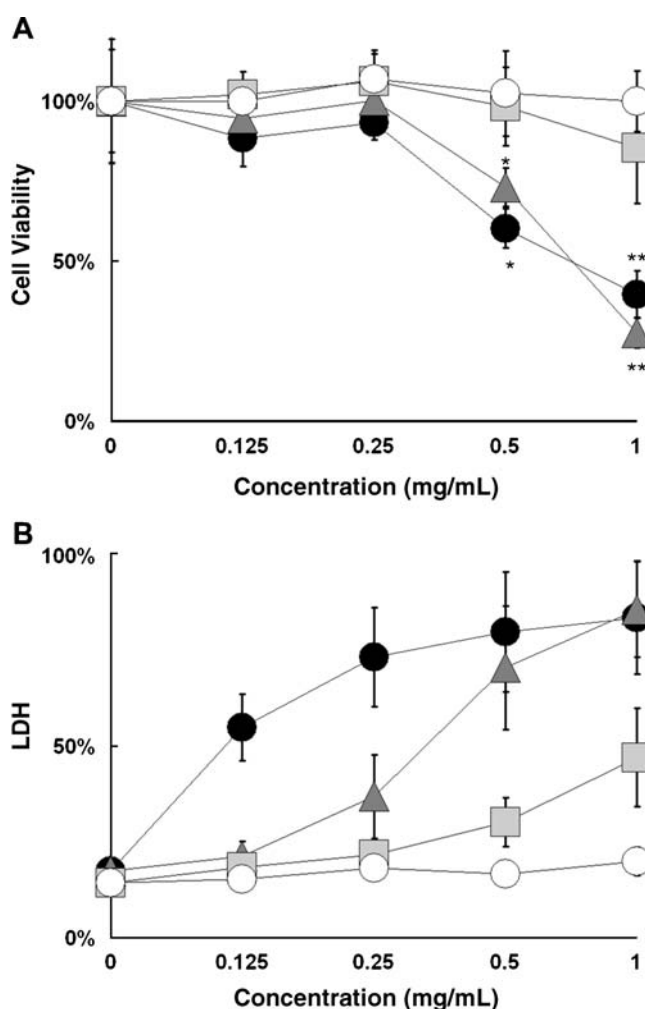 A
100%
*
Cell Viability
50%
*
**
**
0%
0 0.125 0.25 0.5 1
Concentration (mg/mL)
B
100%
LDH
50%
0%
0 0.125 0.25 0.5 1
Concentration (mg/mL)